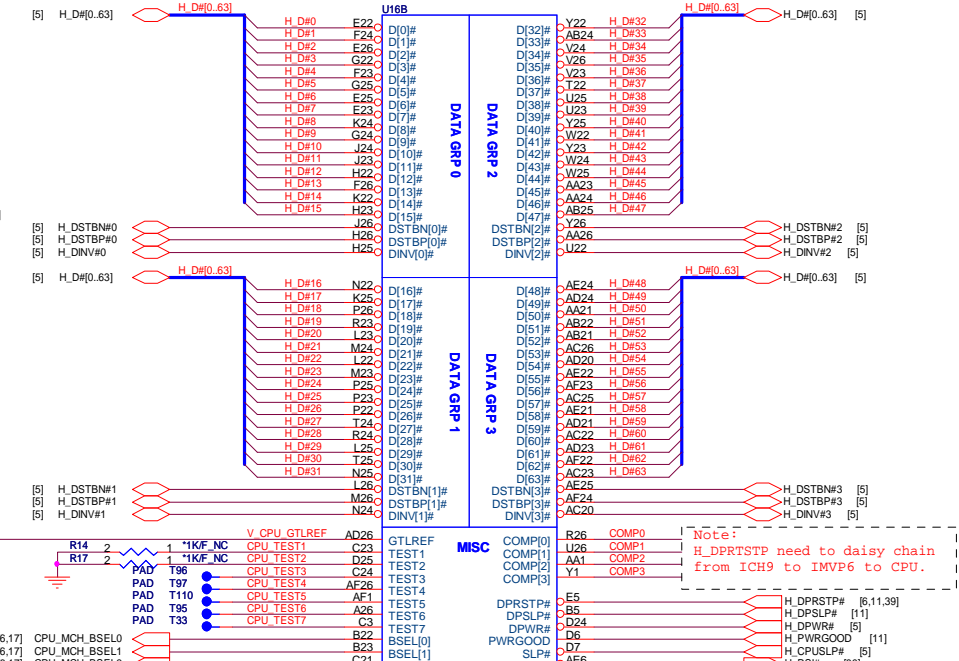 U16B
[5] H_D#[0..63] H_D#[0..63] H_D#[0..63] H_D#[0..63] [5]
H_D#0 E22 D[0]# D[32]# Y22 H_D#32
H_D#1 F24 D[1]# D[33]# AB24 H_D#33
H_D#2 E26 D[2]# D[34]# V24 H_D#34
H_D#3 G22 D[3]# D[35]# V26 H_D#35
H_D#4 F23 D[4]# D[36]# V23 H_D#36
H_D#5 G25 D[5]# D[37]# T22 H_D#37
H_D#6 E25 D[6]# D[38]# U25 H_D#38
H_D#7 E23 D[7]# D[39]# U23 H_D#39
H_D#8 K24 D[8]# D[40]# Y25 H_D#40
H_D#9 G24 D[9]# D[41]# W22 H_D#41
H_D#10 J24 D[10]# D[42]# Y23 H_D#42
H_D#11 J23 D[11]# D[43]# W24 H_D#43
H_D#12 H22 D[12]# D[44]# W25 H_D#44
H_D#13 F26 D[13]# D[45]# AA23 H_D#45
H_D#14 K22 D[14]# D[46]# AA24 H_D#46
H_D#15 H23 D[15]# D[47]# AB25 H_D#47
DATA GRP 0
DATA GRP 2
[5] H_DSTBN#0 J26 DSTBN[0]# DSTBN[2]# Y26 H_DSTBN#2 [5]
[5] H_DSTBP#0 H26 DSTBP[0]# DSTBP[2]# AA26 H_DSTBP#2 [5]
[5] H_DINV#0 H25 DINV[0]# DINV[2]# U22 H_DINV#2 [5]
[5] H_D#[0..63] H_D#[0..63] H_D#[0..63] H_D#[0..63] [5]
H_D#16 N22 D[16]# D[48]# AE24 H_D#48
H_D#17 K25 D[17]# D[49]# AD24 H_D#49
H_D#18 P26 D[18]# D[50]# AA21 H_D#50
H_D#19 R23 D[19]# D[51]# AB22 H_D#51
H_D#20 L23 D[20]# D[52]# AB21 H_D#52
H_D#21 M24 D[21]# D[53]# AC26 H_D#53
H_D#22 L22 D[22]# D[54]# AD20 H_D#54
H_D#23 M23 D[23]# D[55]# AE22 H_D#55
H_D#24 P25 D[24]# D[56]# AF23 H_D#56
H_D#25 P23 D[25]# D[57]# AC25 H_D#57
H_D#26 P22 D[26]# D[58]# AE21 H_D#58
H_D#27 T24 D[27]# D[59]# AD21 H_D#59
H_D#28 R24 D[28]# D[60]# AC22 H_D#60
H_D#29 L25 D[29]# D[61]# AD23 H_D#61
H_D#30 T25 D[30]# D[62]# AF22 H_D#62
H_D#31 N25 D[31]# D[63]# AC23 H_D#63
DATA GRP 1
DATA GRP 3
[5] H_DSTBN#1 L26 DSTBN[1]# DSTBN[3]# AE25 H_DSTBN#3 [5]
[5] H_DSTBP#1 M26 DSTBP[1]# DSTBP[3]# AF24 H_DSTBP#3 [5]
[5] H_DINV#1 N24 DINV[1]# DINV[3]# AC20 H_DINV#3 [5]
V_CPU_GTLREF AD26 GTLREF MISC COMP[0] R26 COMP0
R14 2 1 *1K/F_NC CPU_TEST1 C23 TEST1 COMP[1] U26 COMP1
R17 2 1 *1K/F_NC CPU_TEST2 D25 TEST2 COMP[2] AA1 COMP2
PAD T96 CPU_TEST3 C24 TEST3 COMP[3] Y1 COMP3
PAD T97 CPU_TEST4 AF26 TEST4
PAD T110 CPU_TEST5 AF1 TEST5
PAD T95 CPU_TEST6 A26 TEST6
PAD T33 CPU_TEST7 C3 TEST7
Note:
H_DPRTSTP need to daisy chain
from ICH9 to IMVP6 to CPU.
DPRSTP# E5 H_DPRSTP# [6,11,39]
DPSLP# B5 H_DPSLP# [11]
DPWR# D24 H_DPWR# [5]
6,17] CPU_MCH_BSEL0 B22 BSEL[0] PWRGOOD D6 H_PWRGOOD [11]
6,17] CPU_MCH_BSEL1 B23 BSEL[1] SLP# D7 H_CPUSLP# [5]
C21 AE6